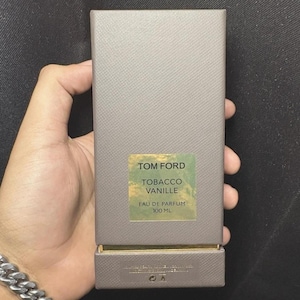 TOM FORD
TOBACCO
VANILLE
EAU DE PARFUM
100 ML